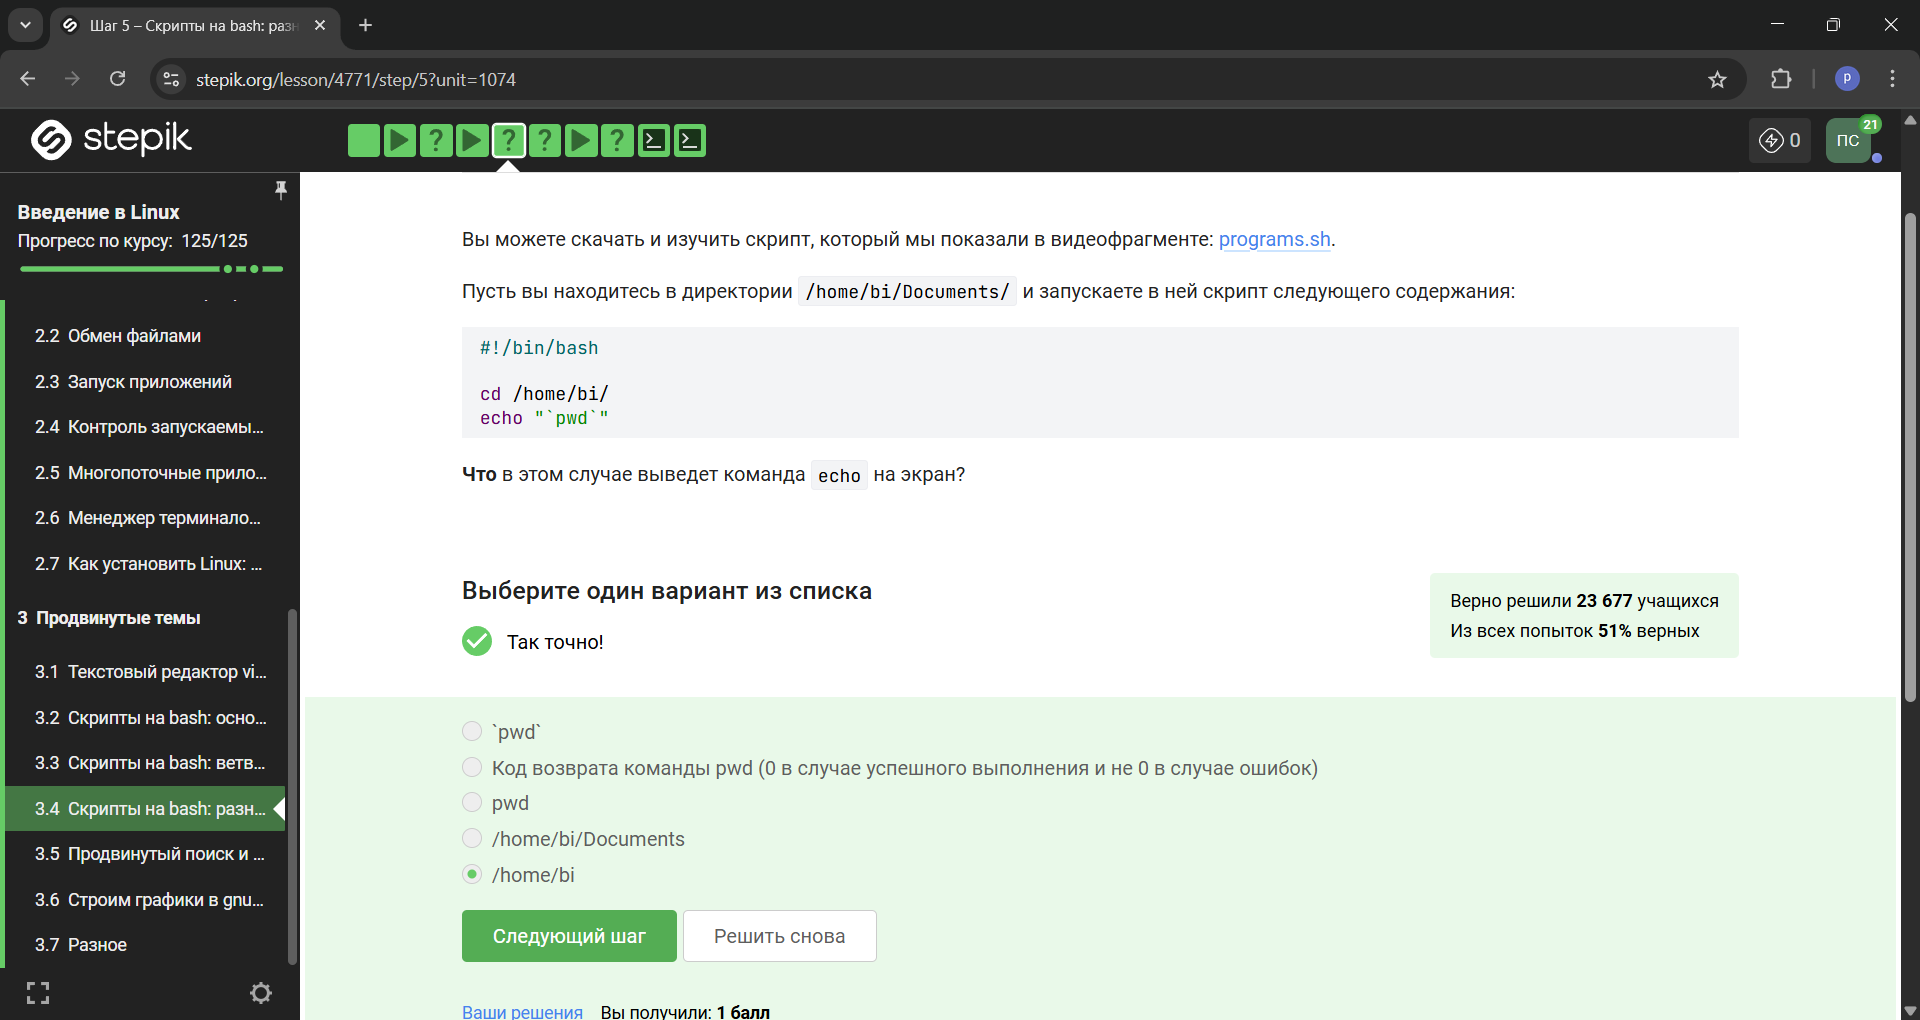 Шаг 5 – Скрипты на bash: разн
stepik.org/lesson/4771/step/5?unit=1074
P
stepik
?
?
?
?
0
ПС
21
Введение в Linux
Прогресс по курсу: 125/125
2.2 Обмен файлами
2.3 Запуск приложений
2.4 Контроль запускаемы...
2.5 Многопоточные прило...
2.6 Менеджер терминало...
2.7 Как установить Linux: ...
3 Продвинутые темы
3.1 Текстовый редактор vi...
3.2 Скрипты на bash: осно...
3.3 Скрипты на bash: ветв...
3.4 Скрипты на bash: разн...
3.5 Продвинутый поиск и ...
3.6 Строим графики в gnu...
3.7 Разное
Вы можете скачать и изучить скрипт, который мы показали в видеофрагменте: programs.sh.
Пусть вы находитесь в директории /home/bi/Documents/ и запускаете в ней скрипт следующего содержания:
#!/bin/bash
cd /home/bi/
echo "`pwd`"
Что в этом случае выведет команда echo на экран?
Выберите один вариант из списка
Так точно!
Верно решили 23 677 учащихся
Из всех попыток 51% верных
`pwd`
Код возврата команды pwd (0 в случае успешного выполнения и не 0 в случае ошибок)
pwd
/home/bi/Documents
/home/bi
Следующий шаг
Решить снова
Ваши решения Вы получили: 1 балл